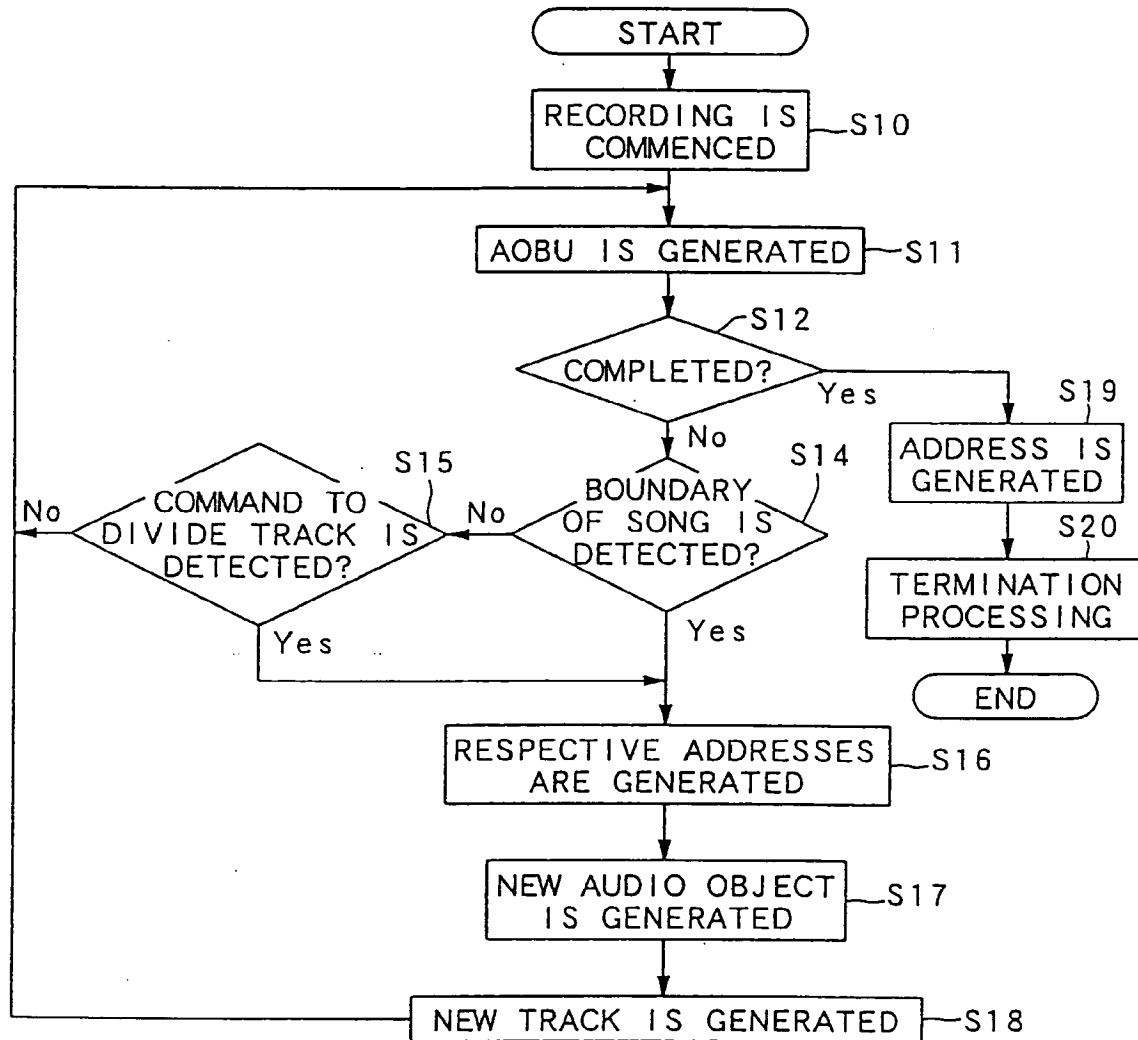 START
RECORDING IS
COMMENCED
S10
AOBU IS GENERATED
S11
S12
COMPLETED?
Yes
No
S19
ADDRESS IS
GENERATED
S20
TERMINATION
PROCESSING
END
S14
BOUNDARY
OF SONG IS
DETECTED?
No
Yes
S15
COMMAND TO
DIVIDE TRACK IS
DETECTED?
No
Yes
RESPECTIVE ADDRESSES
ARE GENERATED
S16
NEW AUDIO OBJECT
IS GENERATED
S17
NEW TRACK IS GENERATED
S18